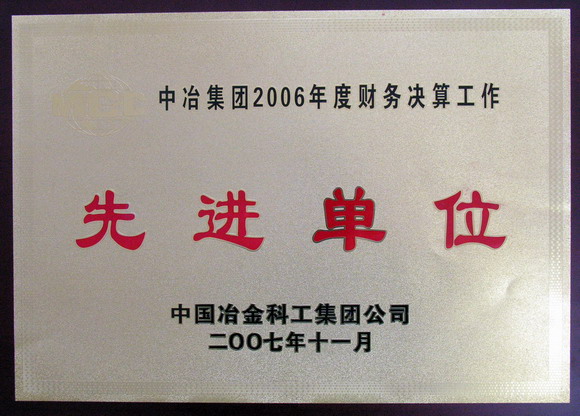 中冶集团2006年度财务决算工作
先进单位
中国冶金科工集团公司
二〇〇七年十一月